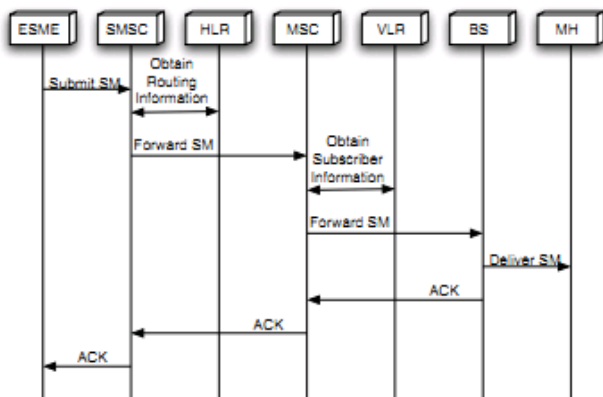 ESME
SMSC
HLR
MSC
VLR
BS
MH
Submit SM
Obtain
Routing
Information
Forward SM
Obtain
Subscriber
Information
Forward SM
Deliver SM
ACK
ACK
ACK